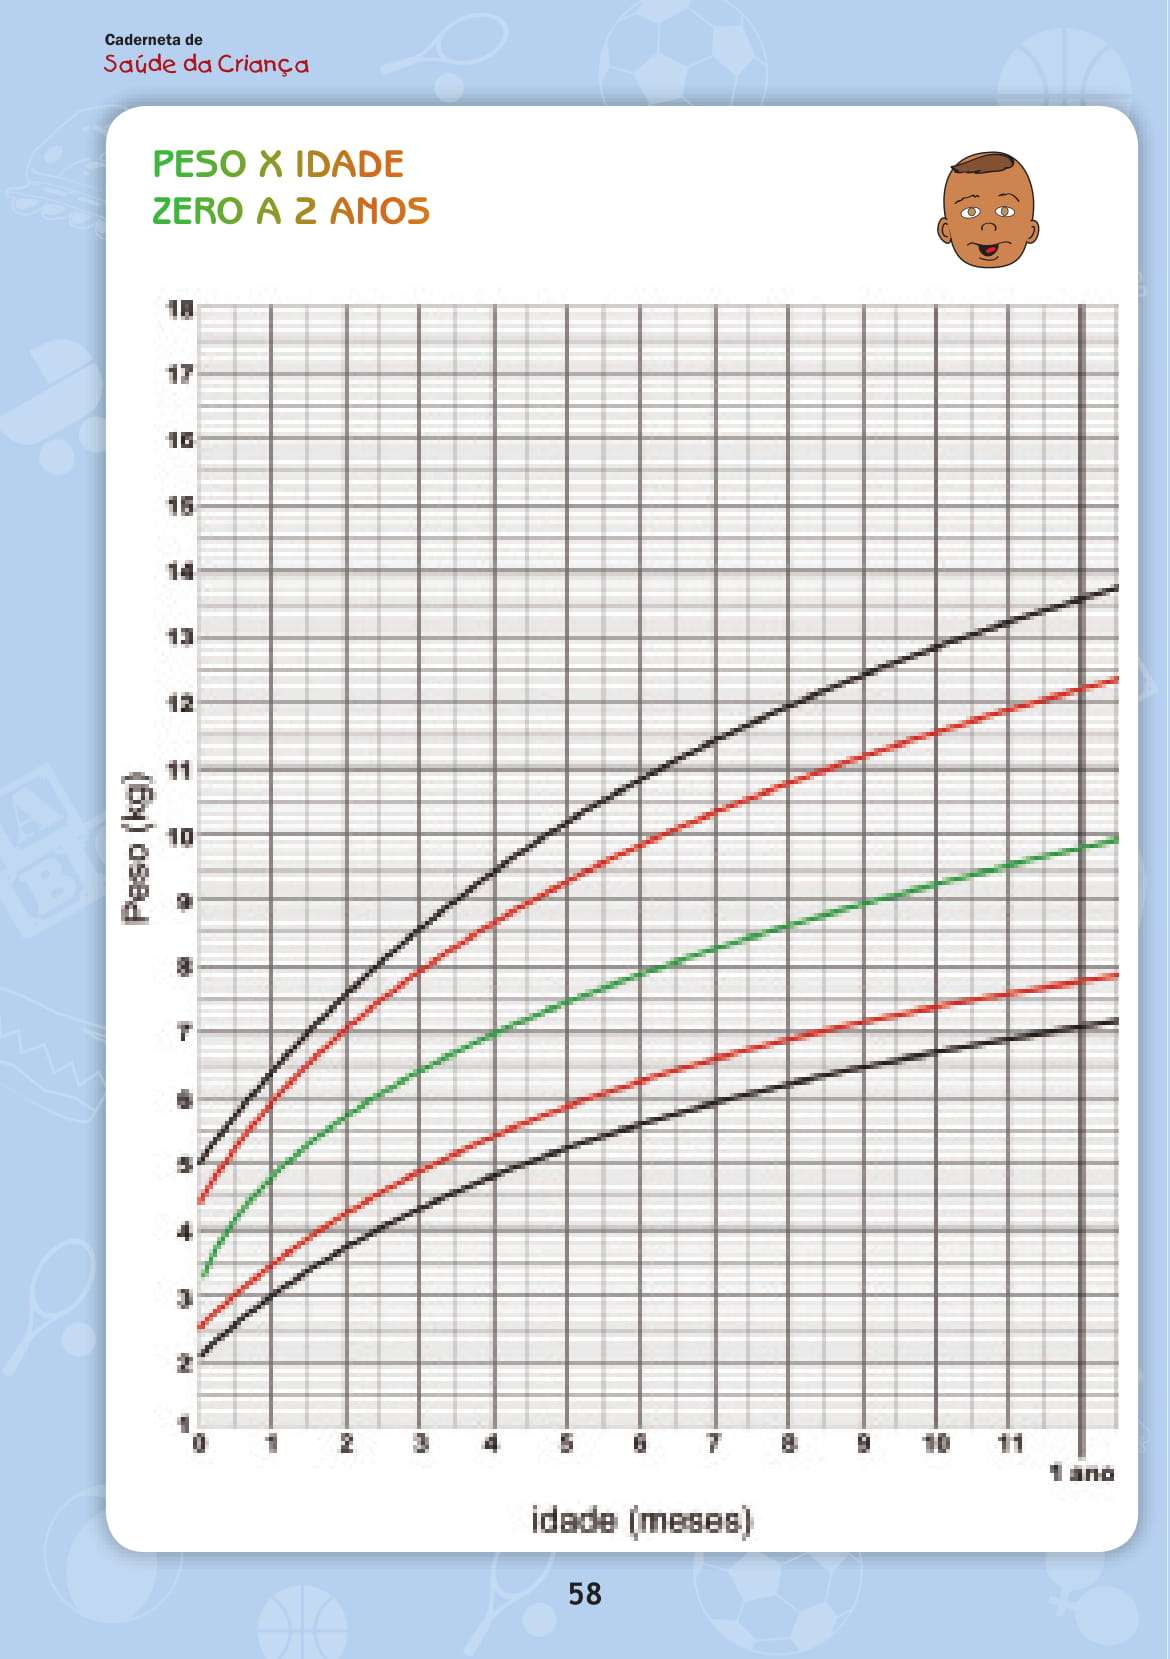 Caderneta de
Saúde da Criança
PESO X IDADE
ZERO A 2 ANOS
18
17
16
15
14
13
12
11
10
9
8
7
6
5
4
3
2
1
Peso (kg)
0 1 2 3 4 5 6 7 8 9 10 11
1 ano
idade (meses)
58
A
B